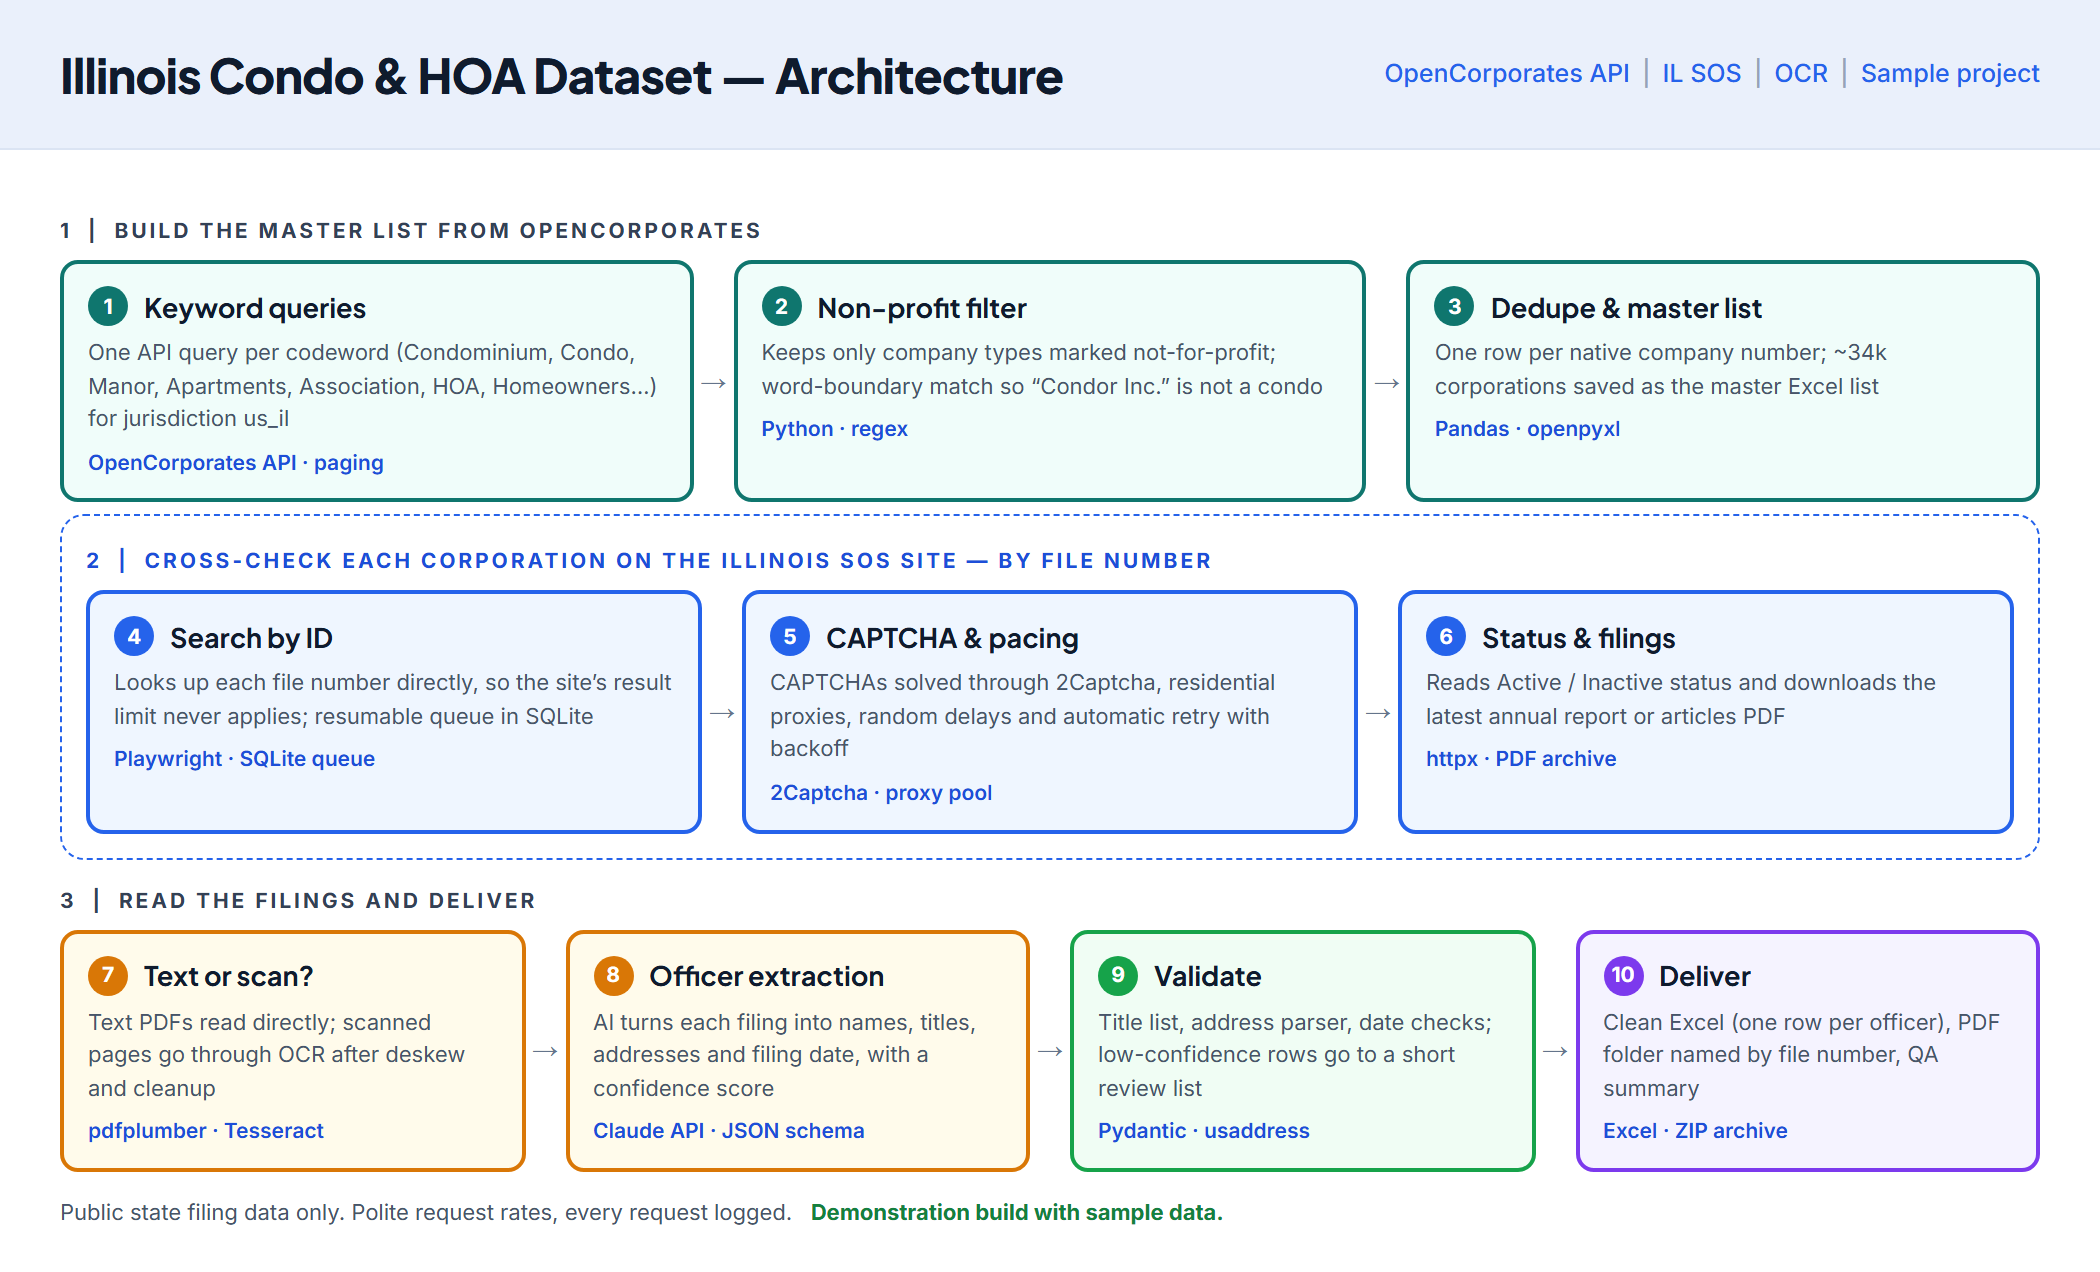 Illinois Condo & HOA Dataset — Architecture
OpenCorporates API | IL SOS | OCR | Sample project
1 | BUILD THE MASTER LIST FROM OPENCORPORATES
1 Keyword queries
One API query per codeword (Condominium, Condo,
Manor, Apartments, Association, HOA, Homeowners...)
for jurisdiction us_il
OpenCorporates API · paging
→
2 Non-profit filter
Keeps only company types marked not-for-profit;
word-boundary match so “Condor Inc.” is not a condo
Python · regex
→
3 Dedupe & master list
One row per native company number; ~34k
corporations saved as the master Excel list
Pandas · openpyxl
2 | CROSS-CHECK EACH CORPORATION ON THE ILLINOIS SOS SITE — BY FILE NUMBER
4 Search by ID
Looks up each file number directly, so the site’s result
limit never applies; resumable queue in SQLite
Playwright · SQLite queue
→
5 CAPTCHA & pacing
CAPTCHAs solved through 2Captcha, residential
proxies, random delays and automatic retry with
backoff
2Captcha · proxy pool
→
6 Status & filings
Reads Active / Inactive status and downloads the
latest annual report or articles PDF
httpx · PDF archive
3 | READ THE FILINGS AND DELIVER
7 Text or scan?
Text PDFs read directly; scanned
pages go through OCR after deskew
and cleanup
pdfplumber · Tesseract
→
8 Officer extraction
AI turns each filing into names, titles,
addresses and filing date, with a
confidence score
Claude API · JSON schema
→
9 Validate
Title list, address parser, date checks;
low-confidence rows go to a short
review list
Pydantic · usaddress
→
10 Deliver
Clean Excel (one row per officer), PDF
folder named by file number, QA
summary
Excel · ZIP archive
Public state filing data only. Polite request rates, every request logged. Demonstration build with sample data.